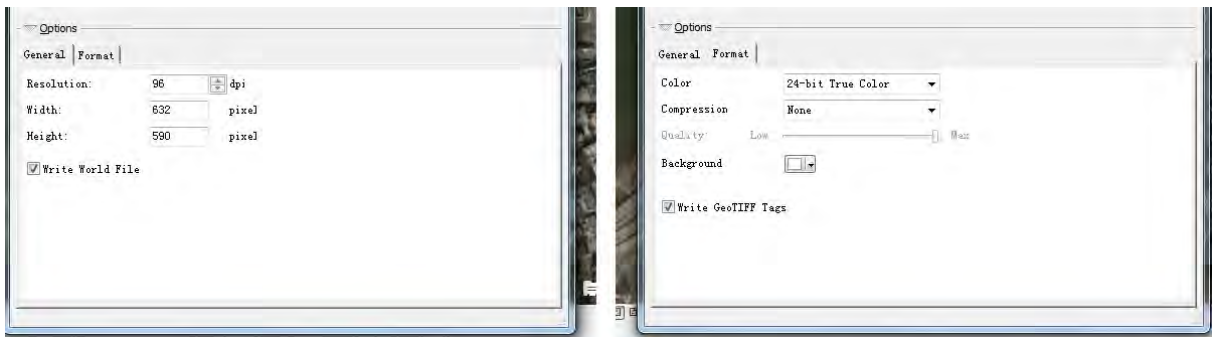 Options
General Format
Resolution: 96 dpi
Width: 632 pixel
Height: 590 pixel
Write World File
Options
General Format
Color 24-bit True Color
Compression None
Quality Low Max
Background
Write GeoTIFF Tags